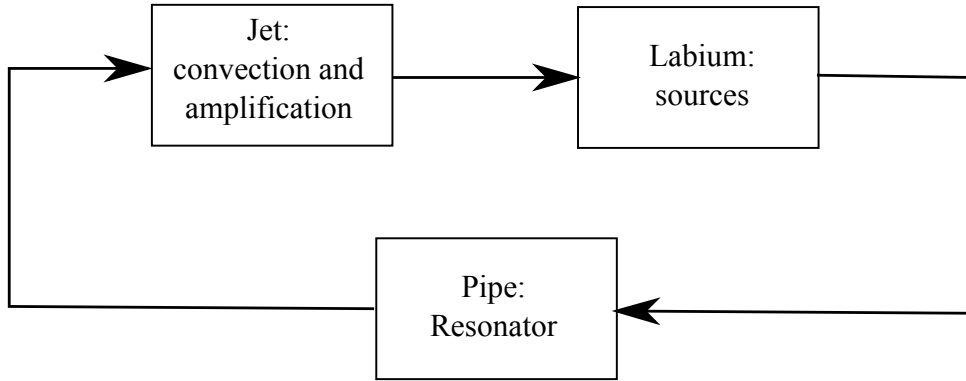 Jet:
convection and
amplification
Labium:
sources
Pipe:
Resonator